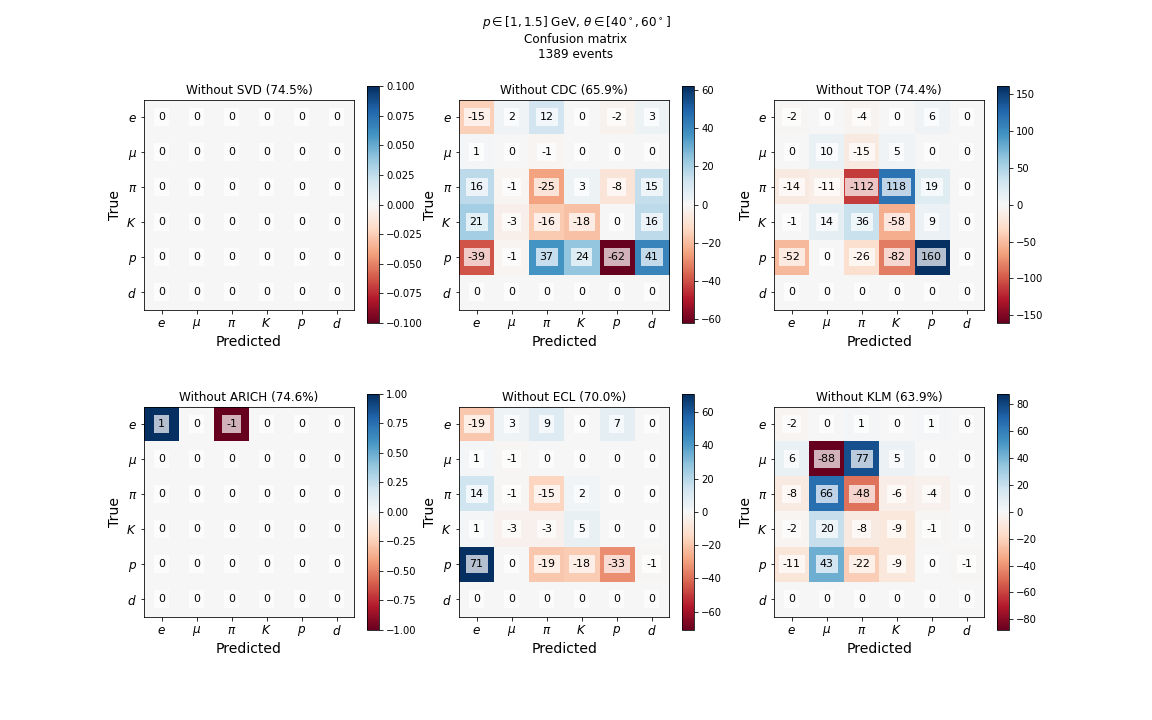 p ∈ [1, 1.5] GeV, θ ∈ [40°, 60°]
Confusion matrix
1389 events
Without SVD (74.5%)
e 0 0 0 0 0 0
μ 0 0 0 0 0 0
π 0 0 0 0 0 0
K 0 0 0 0 0 0
p 0 0 0 0 0 0
d 0 0 0 0 0 0
e μ π K p d
True
Predicted
0.100
0.075
0.050
0.025
0.000
−0.025
−0.050
−0.075
−0.100
Without CDC (65.9%)
e -15 2 12 0 -2 3
μ 1 0 -1 0 0 0
π 16 -1 -25 3 -8 15
K 21 -3 -16 -18 0 16
p -39 -1 37 24 -62 41
d 0 0 0 0 0 0
e μ π K p d
True
Predicted
60
40
20
0
−20
−40
−60
Without TOP (74.4%)
e -2 0 -4 0 6 0
μ 0 10 -15 5 0 0
π -14 -11 -112 118 19 0
K -1 14 36 -58 9 0
p -52 0 -26 -82 160 0
d 0 0 0 0 0 0
e μ π K p d
True
Predicted
150
100
50
0
−50
−100
−150
Without ARICH (74.6%)
e 1 0 -1 0 0 0
μ 0 0 0 0 0 0
π 0 0 0 0 0 0
K 0 0 0 0 0 0
p 0 0 0 0 0 0
d 0 0 0 0 0 0
e μ π K p d
True
Predicted
1.00
0.75
0.50
0.25
0.00
−0.25
−0.50
−0.75
−1.00
Without ECL (70.0%)
e -19 3 9 0 7 0
μ 1 -1 0 0 0 0
π 14 -1 -15 2 0 0
K 1 -3 -3 5 0 0
p 71 0 -19 -18 -33 -1
d 0 0 0 0 0 0
e μ π K p d
True
Predicted
60
40
20
0
−20
−40
−60
Without KLM (63.9%)
e -2 0 1 0 1 0
μ 6 -88 77 5 0 0
π -8 66 -48 -6 -4 0
K -2 20 -8 -9 -1 0
p -11 43 -22 -9 0 -1
d 0 0 0 0 0 0
e μ π K p d
True
Predicted
80
60
40
20
0
−20
−40
−60
−80